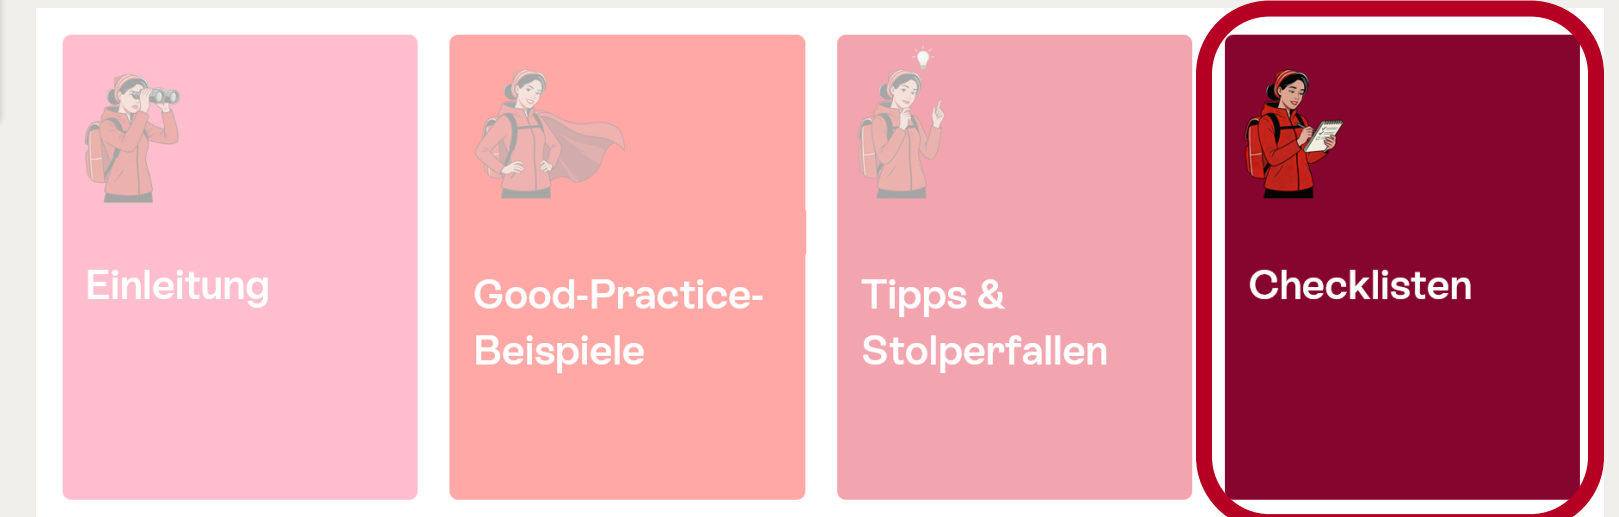 Einleitung
Good-Practice-
Beispiele
Tipps &
Stolperfallen
Checklisten